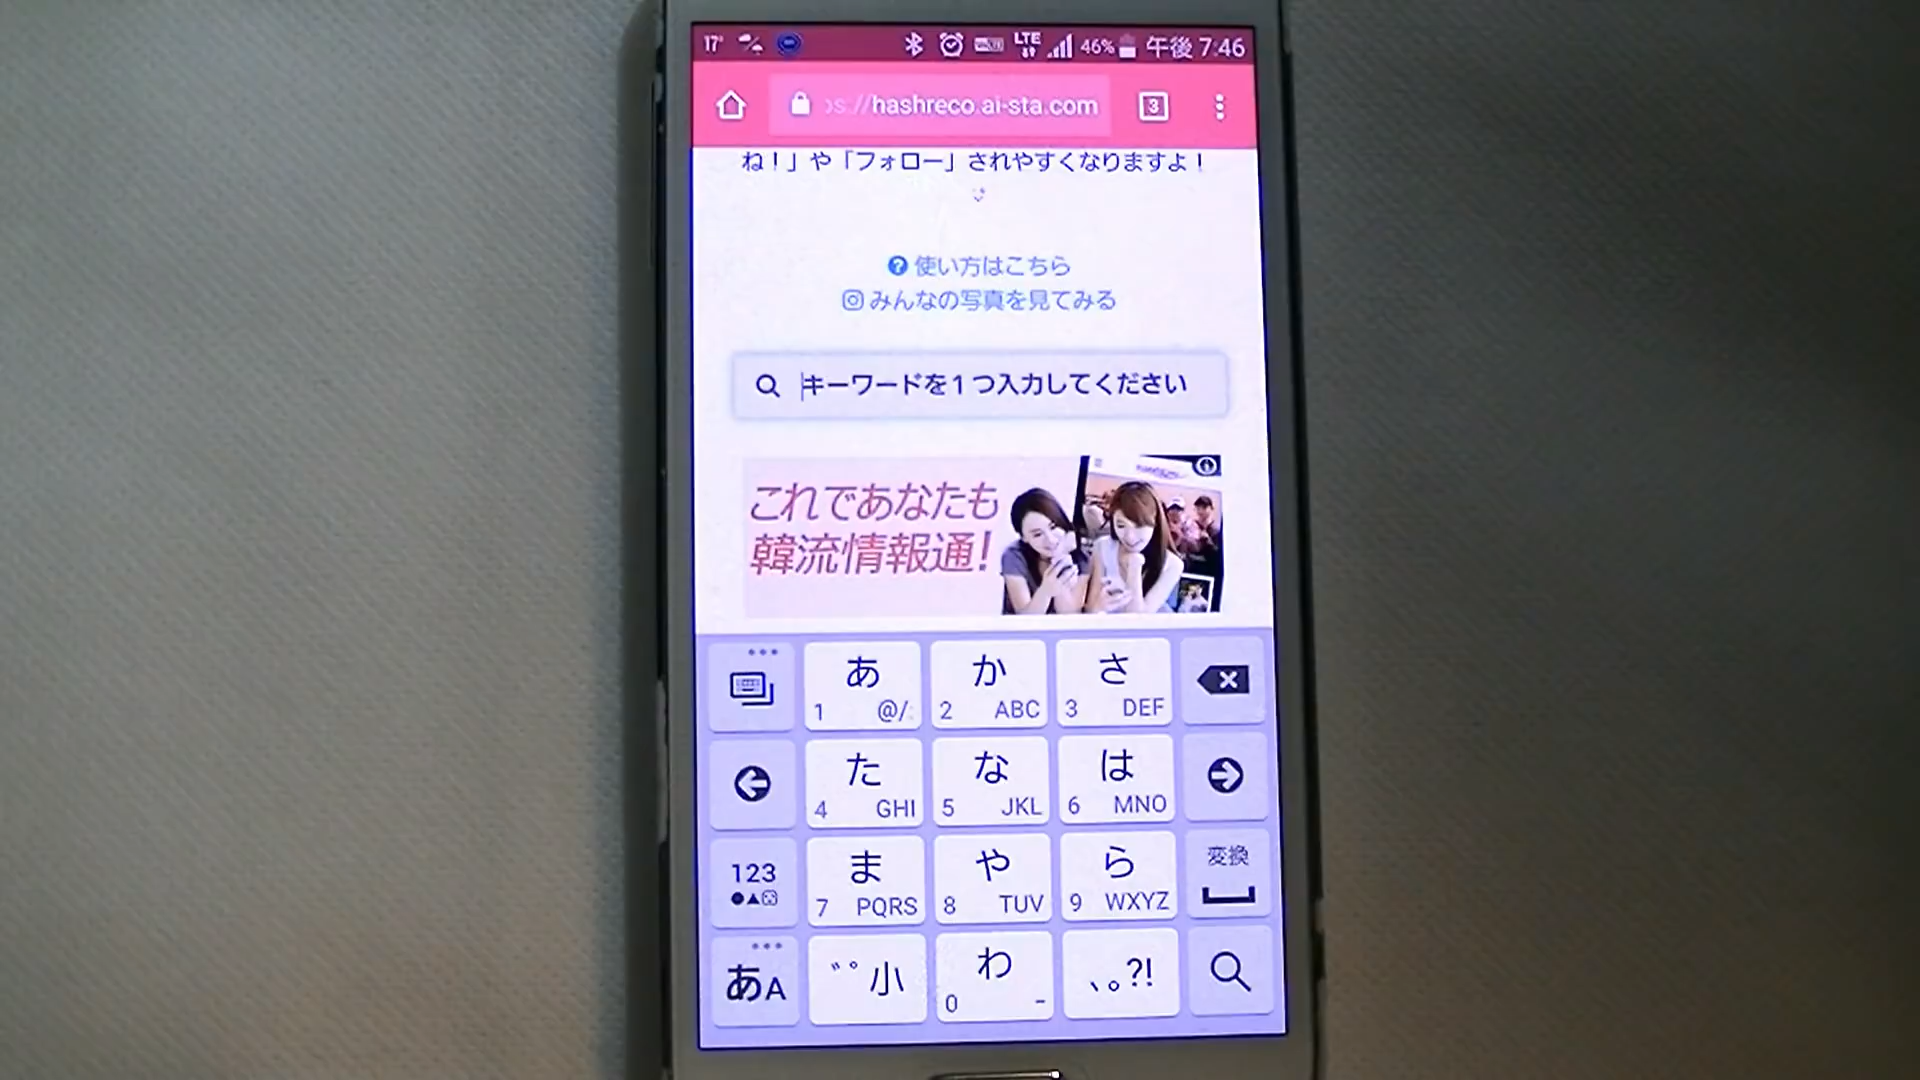 17° LTE 46% 午後 7:46
s://hashreco.ai-sta.com 3
ね！」や「フォロー」されやすくなりますよ！
使い方はこちら
みんなの写真を見てみる
キーワードを1つ入力してください
これであなたも
韓流情報通!
あ 1 @/:
か 2 ABC
さ 3 DEF
た 4 GHI
な 5 JKL
は 6 MNO
123
ま 7 PQRS
や 8 TUV
ら 9 WXYZ
変換
あA
゛゜小
わ 0 -
、。?!